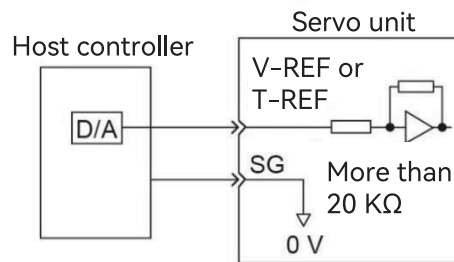 Servo unit
Host controller
V-REF or
T-REF
D/A
SG
More than
20 KΩ
0 V